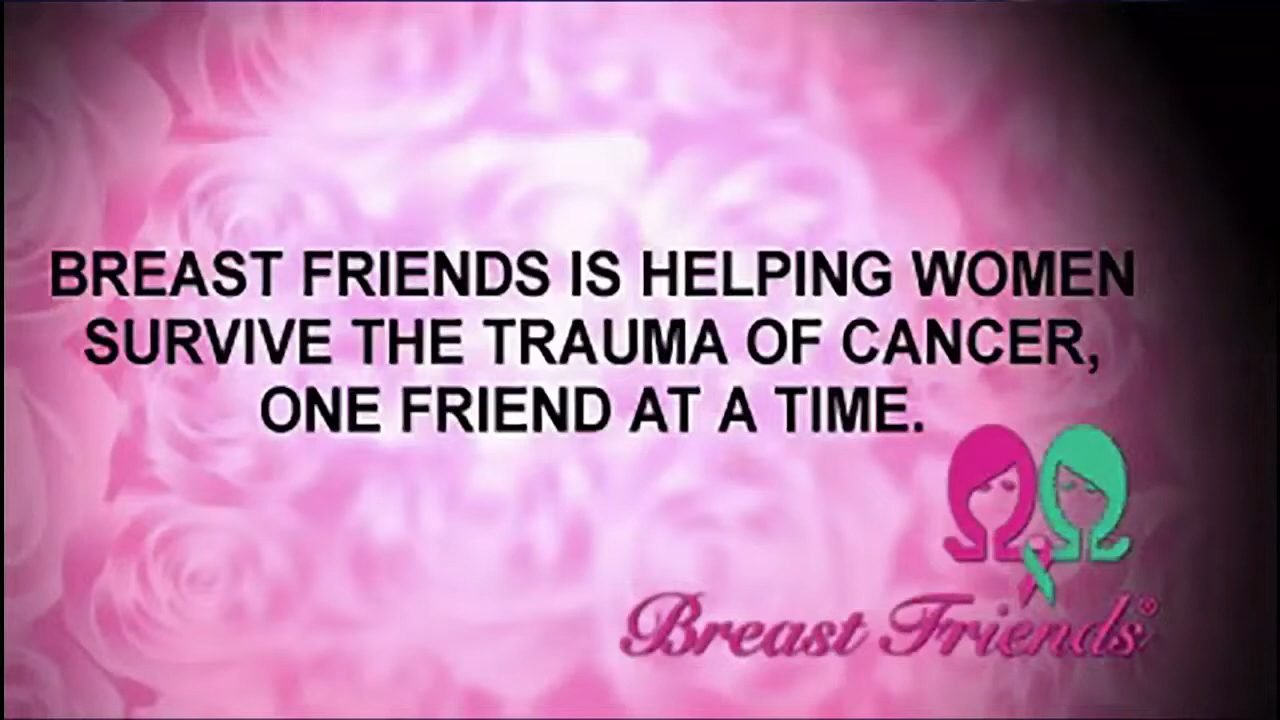 BREAST FRIENDS IS HELPING WOMEN
SURVIVE THE TRAUMA OF CANCER,
ONE FRIEND AT A TIME.
Breast Friends®